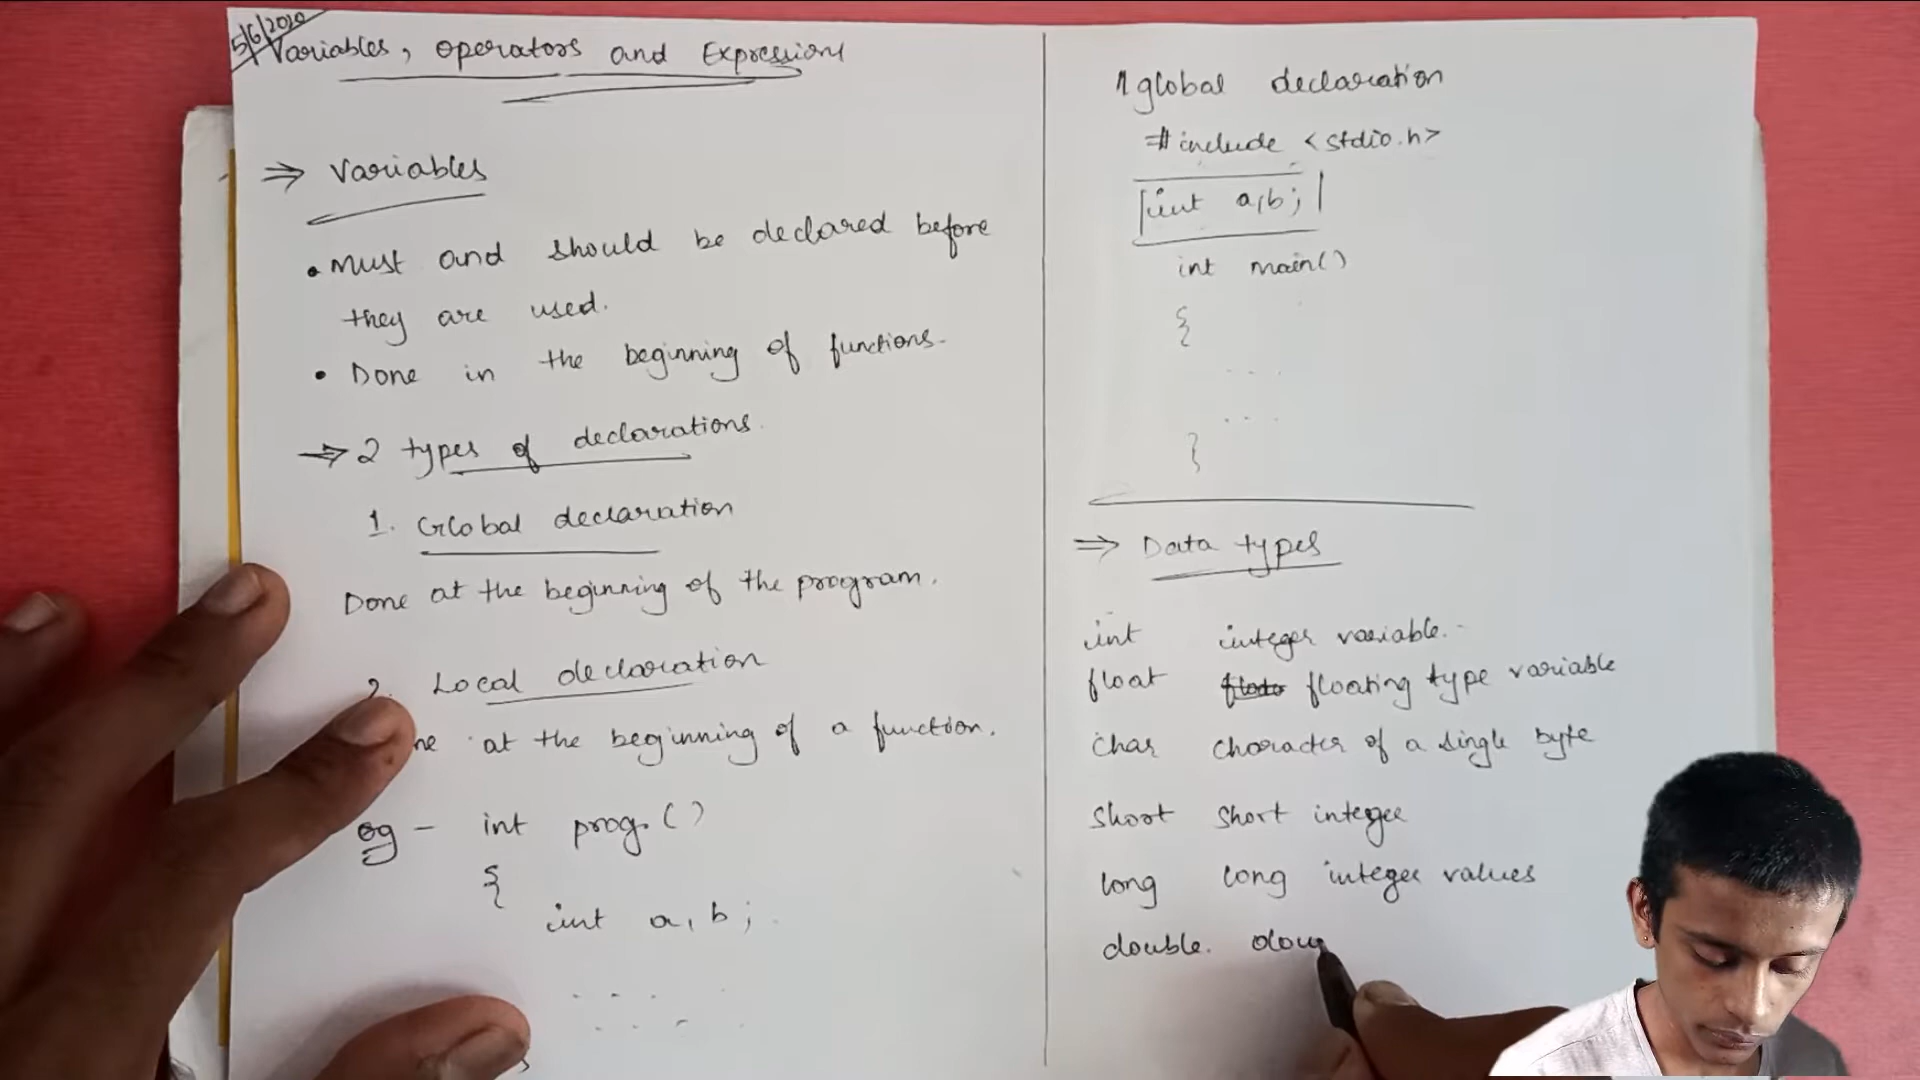 5/6/2020
Variables, operators and Expressions
⇒ Variables
• Must and should be declared before
they are used.
• Done in the beginning of functions.
⇒ 2 types of declarations.
1. Global declaration
Done at the beginning of the program.
2. Local declaration
ne at the beginning of a function.
eg – int prog.()
{
int a, b;
. . .
. . .
1 global declaration
#include <stdio.h>
int a,b;
int main()
{
. . . .
. . .
}
⇒ Data types
int integer variable.
float floating type variable
char character of a single byte
short short integer
long long integer values
double. dou